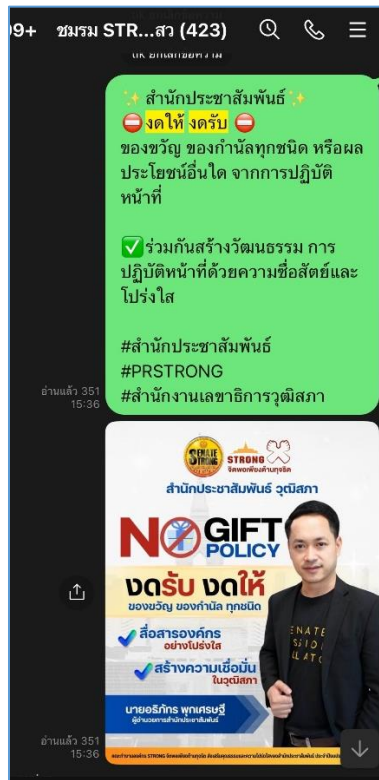 9+ ชมรม STR...สว (423)
✨ สำนักประชาสัมพันธ์ ✨
⛔ งดให้ งดรับ ⛔
ของขวัญ ของกำนัลทุกชนิด หรือผล
ประโยชน์อื่นใด จากการปฏิบัติ
หน้าที่
✅ ร่วมกันสร้างวัฒนธรรม การ
ปฏิบัติหน้าที่ด้วยความซื่อสัตย์และ
โปร่งใส
#สำนักประชาสัมพันธ์
#PRSTRONG
#สำนักงานเลขาธิการวุฒิสภา
อ่านแล้ว 351
15:36
SENATE STRONG
STRONG
จิตพอเพียงต้านทุจริต
สำนักประชาสัมพันธ์ วุฒิสภา
NO GIFT
POLICY
งดรับ งดให้
ของขวัญ ของกำนัล ทุกชนิด
สื่อสารองค์กร
อย่างโปร่งใส
สร้างความเชื่อมั่น
ในวุฒิสภา
นายอธิภัทร พุกเศรษฐี
ผู้อำนวยการสำนักประชาสัมพันธ์
อ่านแล้ว 351
15:36